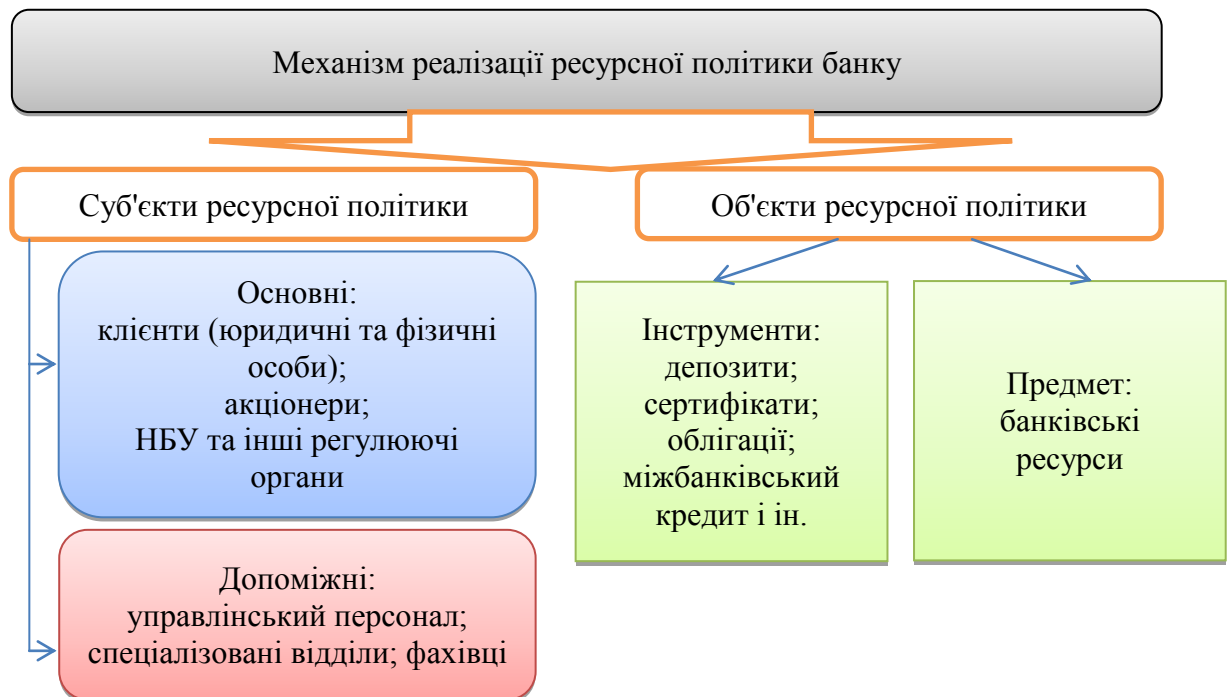 Механізм реалізації ресурсної політики банку
Суб'єкти ресурсної політики
Об'єкти ресурсної політики
Основні:
клієнти (юридичні та фізичні
особи);
акціонери;
НБУ та інші регулюючі
органи
Допоміжні:
управлінський персонал;
спеціалізовані відділи; фахівці
Інструменти:
депозити;
сертифікати;
облігації;
міжбанківський
кредит і ін.
Предмет:
банківські
ресурси